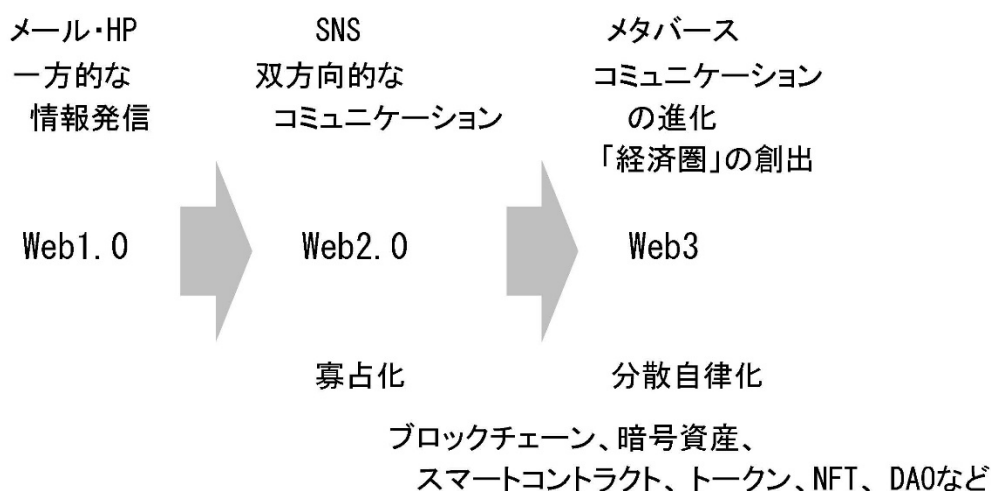 メール・HP
一方的な
情報発信
SNS
双方向的な
コミュニケーション
メタバース
コミュニケーション
の進化
「経済圏」の創出
Web1.0
Web2.0
Web3
寡占化
分散自律化
ブロックチェーン、暗号資産、
スマートコントラクト、トークン、NFT、DAOなど